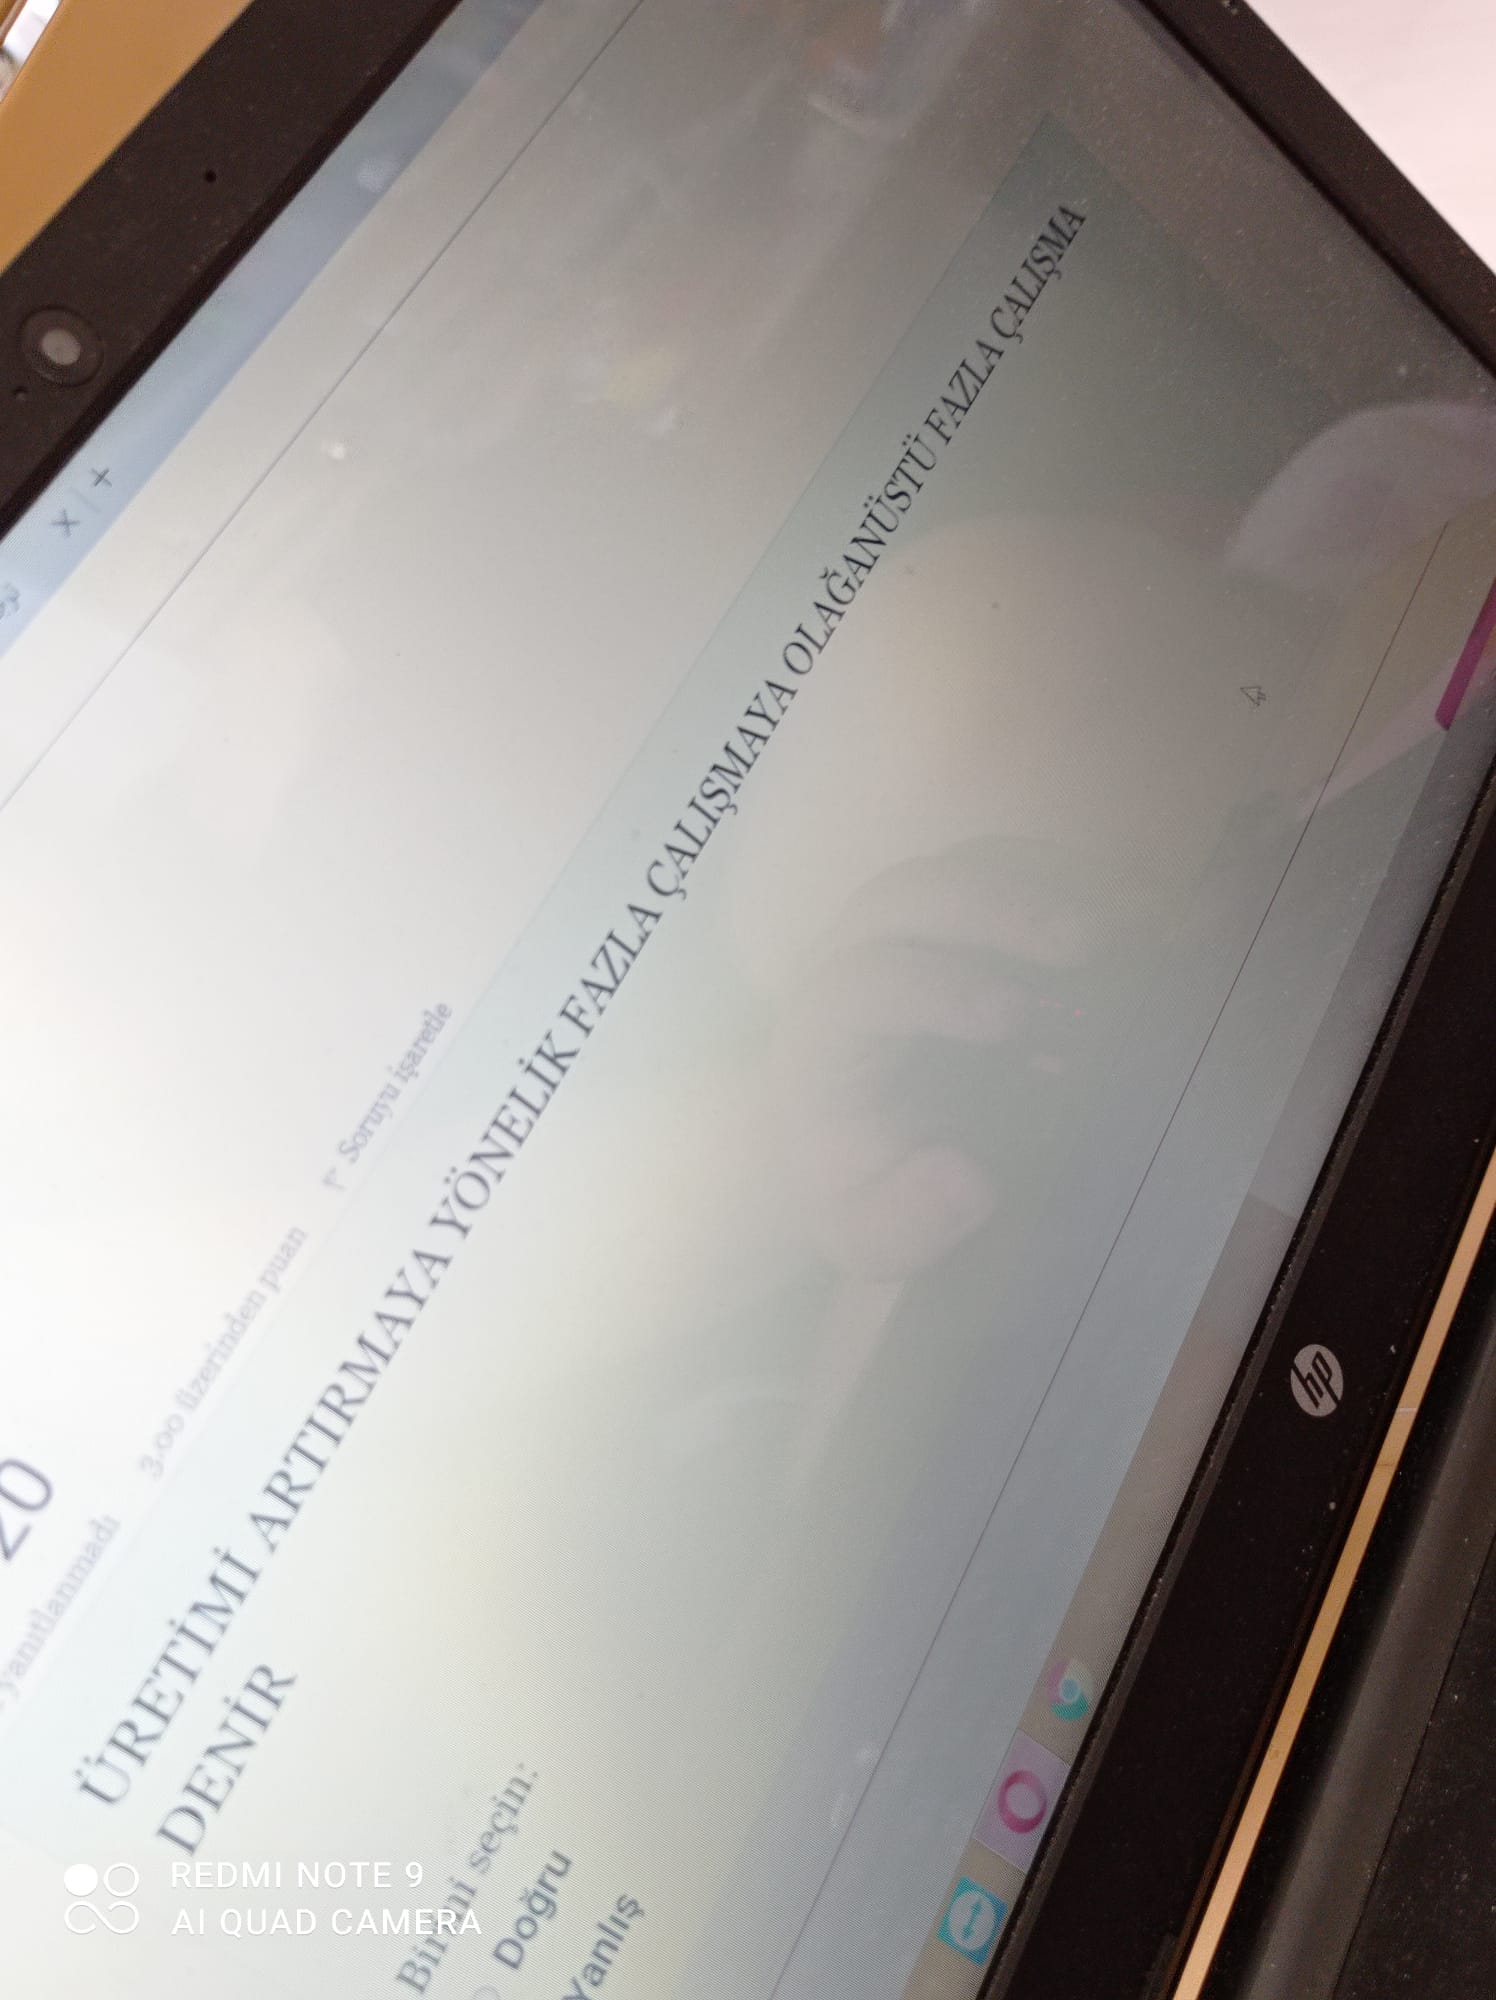 20
yanıtlanmadı
3.00 üzerinden puan
Soruyu işaretle
ÜRETİMİ ARTIRMAYA YÖNELİK FAZLA ÇALIŞMAYA OLAĞANÜSTÜ FAZLA ÇALIŞMA
DENİR
Birini seçin:
Doğru
Yanlış
hp
REDMI NOTE 9
AI QUAD CAMERA